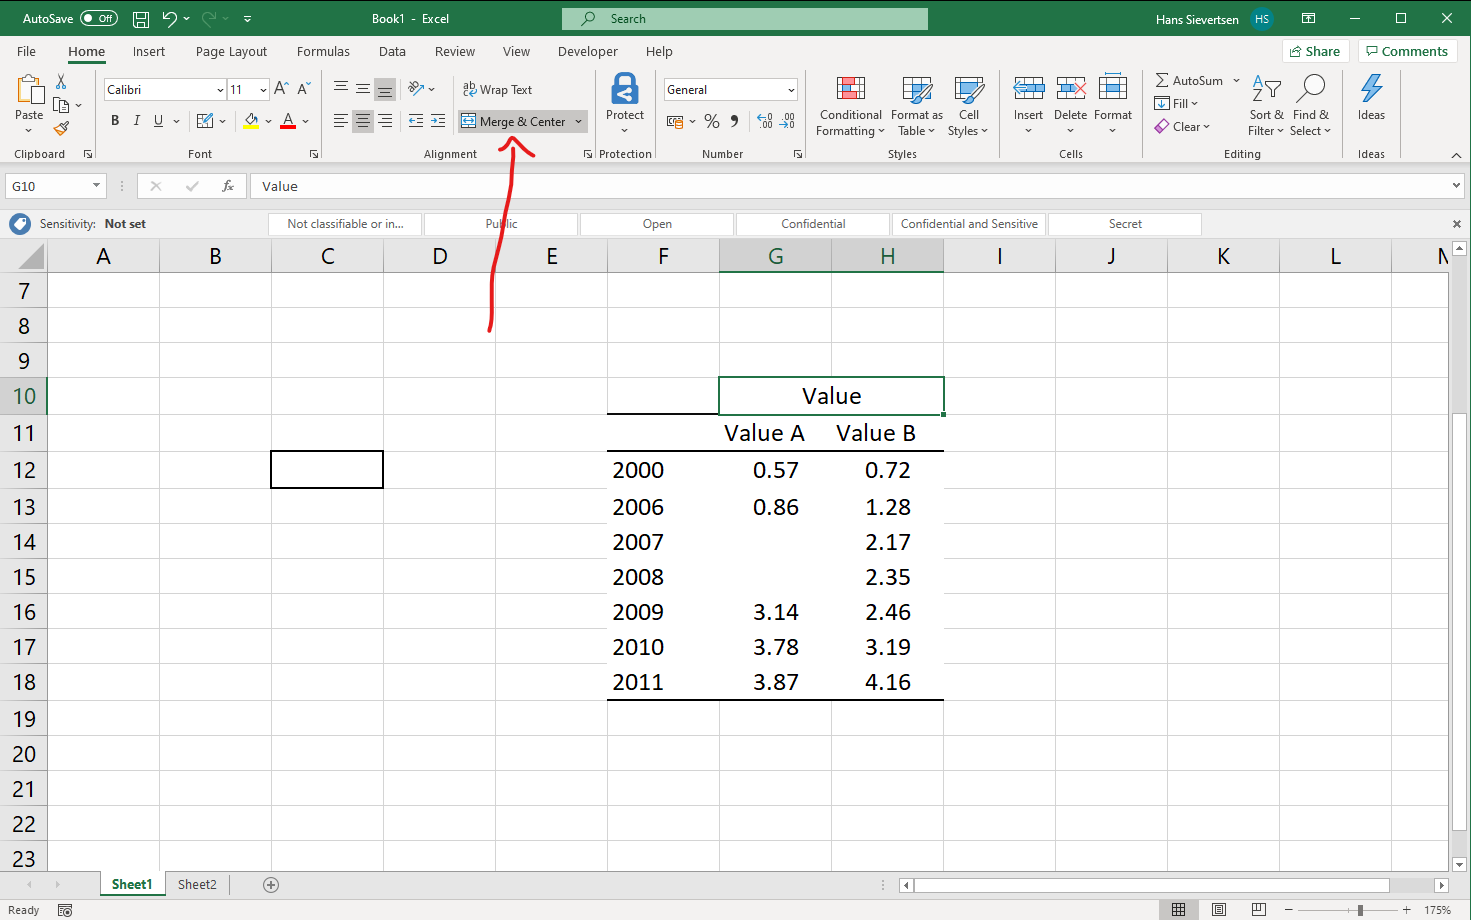 AutoSave Off Book1 - Excel Search Hans Sievertsen HS
File Home Insert Page Layout Formulas Data Review View Developer Help Share Comments
Calibri 11 A A ab Wrap Text General AutoSum
Paste B I U A Merge & Center % Protect Conditional Formatting Format as Table Cell Styles Insert Delete Format Fill Clear Sort & Filter Find & Select Ideas
Clipboard Font Alignment Protection Number Styles Cells Editing Ideas
G10 fx Value
Sensitivity: Not set Not classifiable or in... Public Open Confidential Confidential and Sensitive Secret
A B C D E F G H I J K L
7
8
9
10 Value
11 Value A Value B
12 2000 0.57 0.72
13 2006 0.86 1.28
14 2007 2.17
15 2008 2.35
16 2009 3.14 2.46
17 2010 3.78 3.19
18 2011 3.87 4.16
19
20
21
22
23
Sheet1 Sheet2
Ready 175%